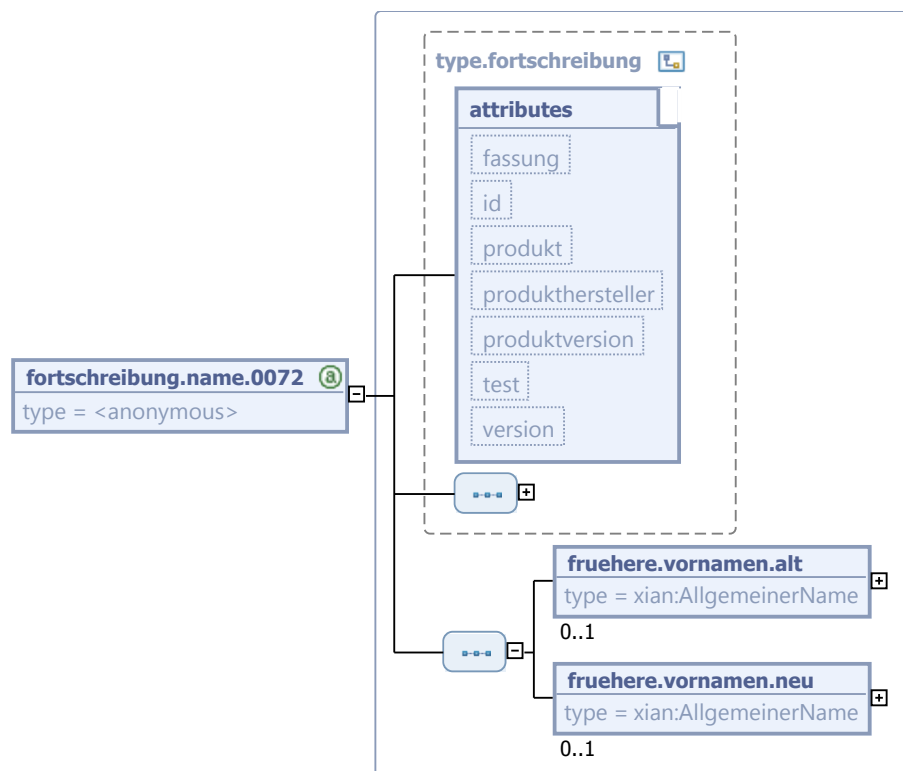 type.fortschreibung
attributes
fassung
id
produkt
produkthersteller
produktversion
test
version
fortschreibung.name.0072 a
type = <anonymous>
fruehere.vornamen.alt
type = xian:AllgemeinerName
0..1
fruehere.vornamen.neu
type = xian:AllgemeinerName
0..1